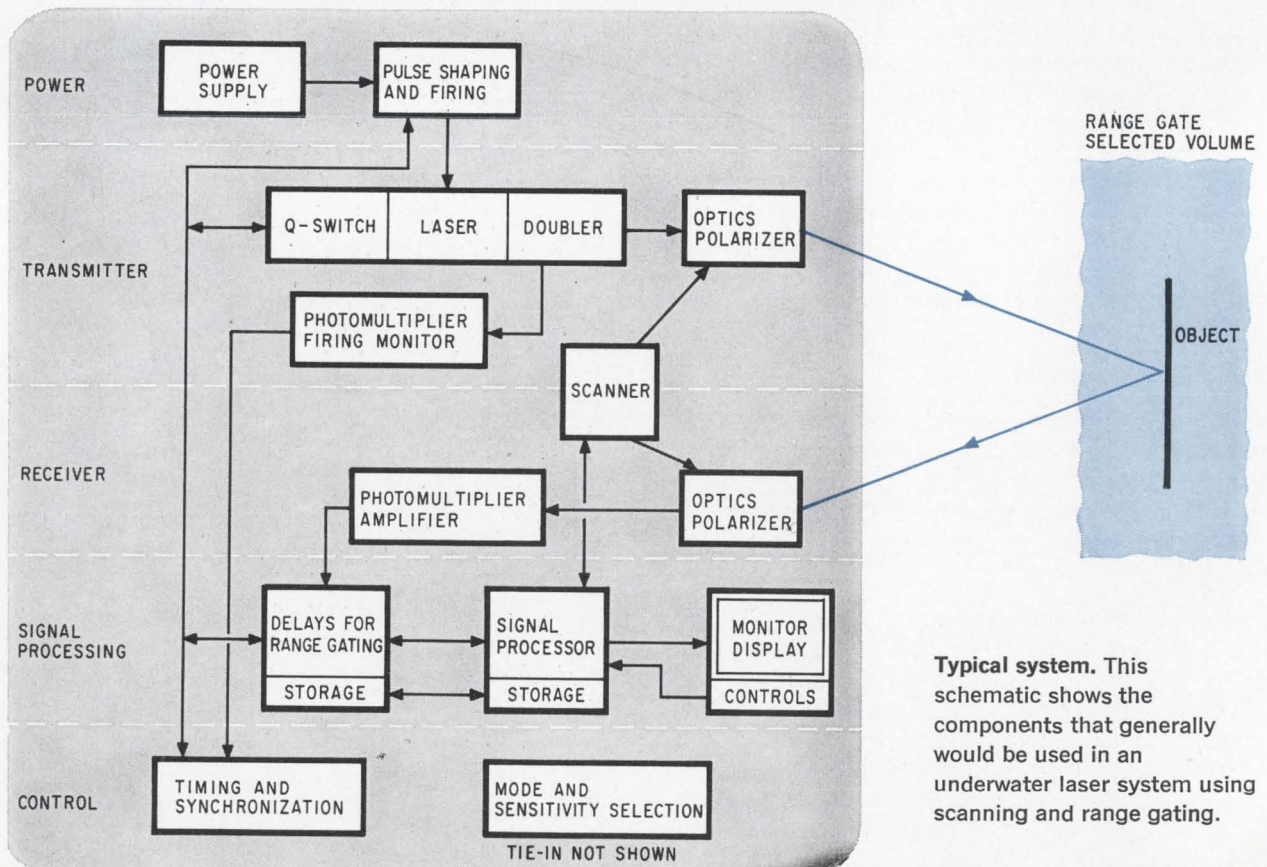 POWER
POWER
SUPPLY
PULSE SHAPING
AND FIRING
RANGE GATE
SELECTED VOLUME
TRANSMITTER
Q-SWITCH
LASER
DOUBLER
OPTICS
POLARIZER
PHOTOMULTIPLIER
FIRING MONITOR
OBJECT
SCANNER
RECEIVER
PHOTOMULTIPLIER
AMPLIFIER
OPTICS
POLARIZER
SIGNAL
PROCESSING
DELAYS FOR
RANGE GATING
STORAGE
SIGNAL
PROCESSOR
STORAGE
MONITOR
DISPLAY
CONTROLS
CONTROL
TIMING AND
SYNCHRONIZATION
MODE AND
SENSITIVITY SELECTION
TIE-IN NOT SHOWN
Typical system. This
schematic shows the
components that generally
would be used in an
underwater laser system using
scanning and range gating.